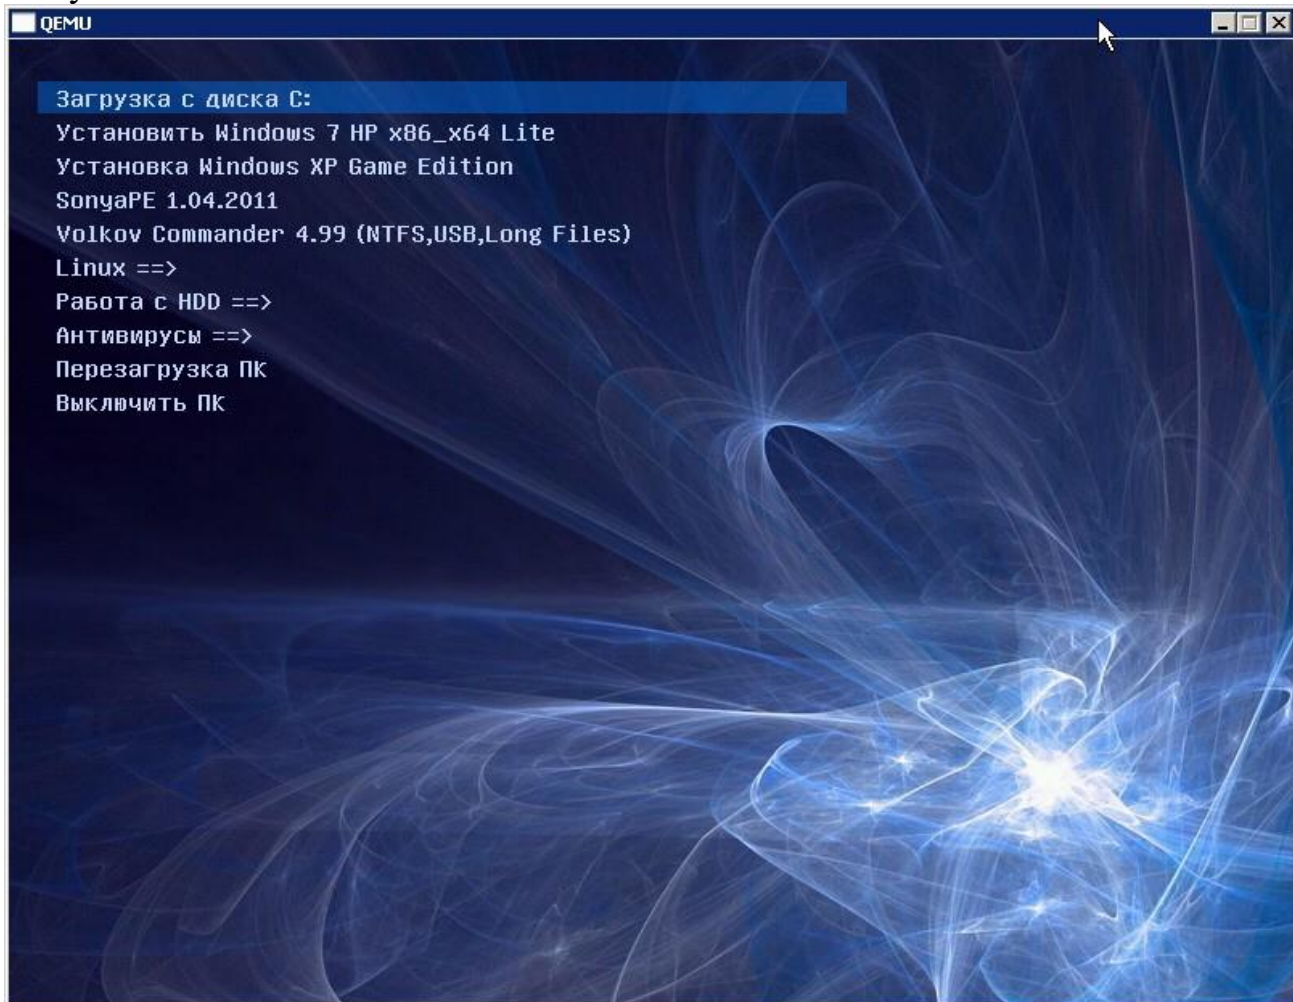 QEMU
Загрузка с диска C:
Установить Windows 7 HP x86_x64 Lite
Установка Windows XP Game Edition
SonyaPE 1.04.2011
Volkov Commander 4.99 (NTFS,USB,Long Files)
Linux ==>
Работа с HDD ==>
Антивирусы ==>
Перезагрузка ПК
Выключить ПК